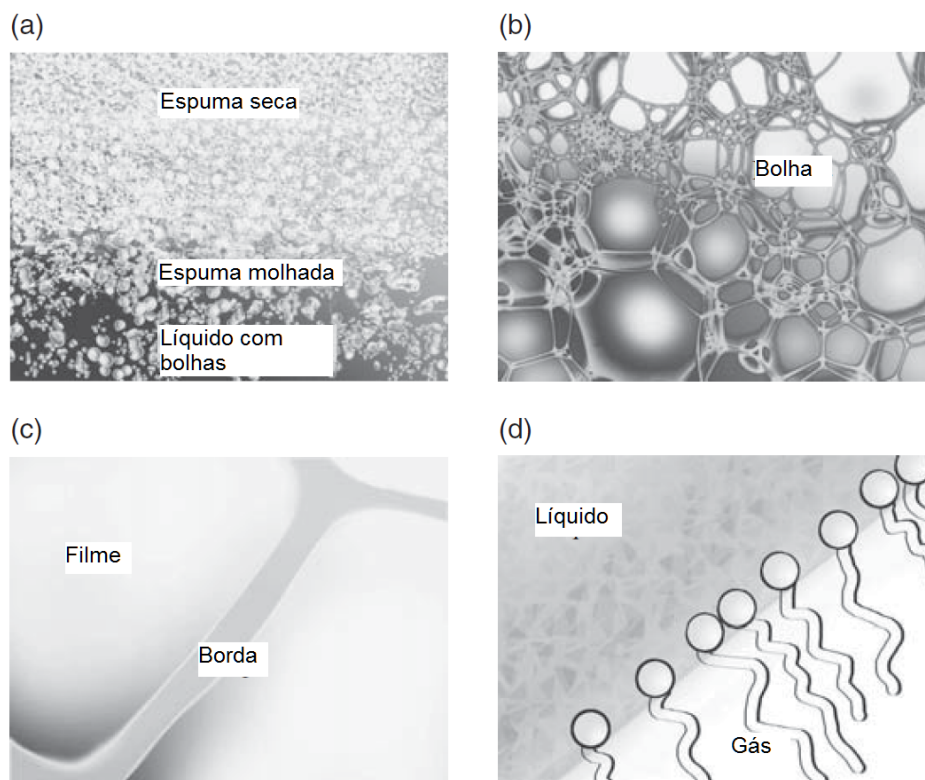 (a)
Espuma seca
Espuma molhada
Líquido com
bolhas
(b)
Bolha
(c)
Filme
Borda
(d)
Líquido
Gás